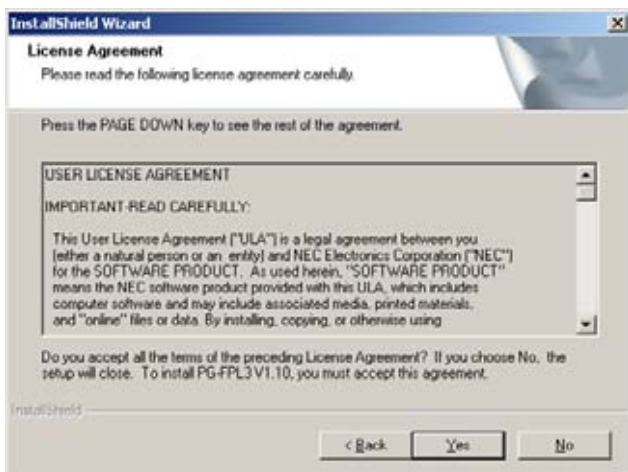 InstallShield Wizard
License Agreement
Please read the following license agreement carefully.
Press the PAGE DOWN key to see the rest of the agreement.
USER LICENSE AGREEMENT
IMPORTANT-READ CAREFULLY:
This User License Agreement ("ULA") is a legal agreement between you
(either a natural person or an entity) and NEC Electronics Corporation ("NEC")
for the SOFTWARE PRODUCT. As used herein, "SOFTWARE PRODUCT"
means the NEC software product provided with this ULA, which includes
computer software and may include associated media, printed materials,
and "online" files or data. By installing, copying, or otherwise using
Do you accept all the terms of the preceding License Agreement? If you choose No, the
setup will close. To install PG-FPL3 V1.10, you must accept this agreement.
InstallShield
< Back
Yes
No